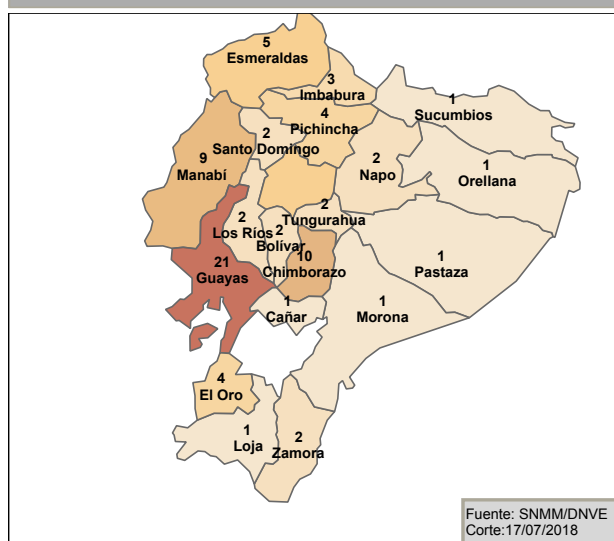 5
Esmeraldas
3
Imbabura
1
Sucumbios
4
Pichincha
2
Santo Domingo
9
Manabí
2
Napo
1
Orellana
2
Tungurahua
2
Los Ríos
2
Bolívar
10
Chimborazo
21
Guayas
1
Pastaza
1
Cañar
1
Morona
4
El Oro
1
Loja
2
Zamora
Fuente: SNMM/DNVE
Corte:17/07/2018